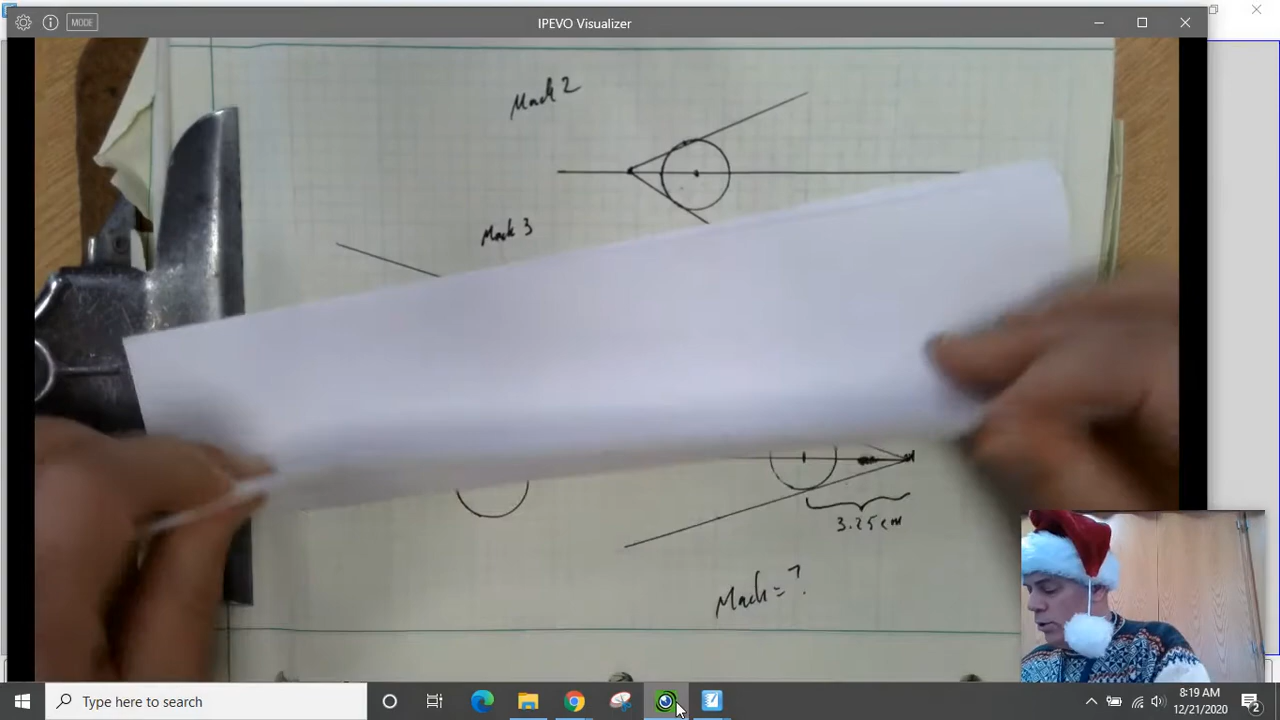 MODE
IPEVO Visualizer
Mach 2
Mach 3
3.25 cm
Mach = ?
Type here to search
8:19 AM
12/21/2020
2